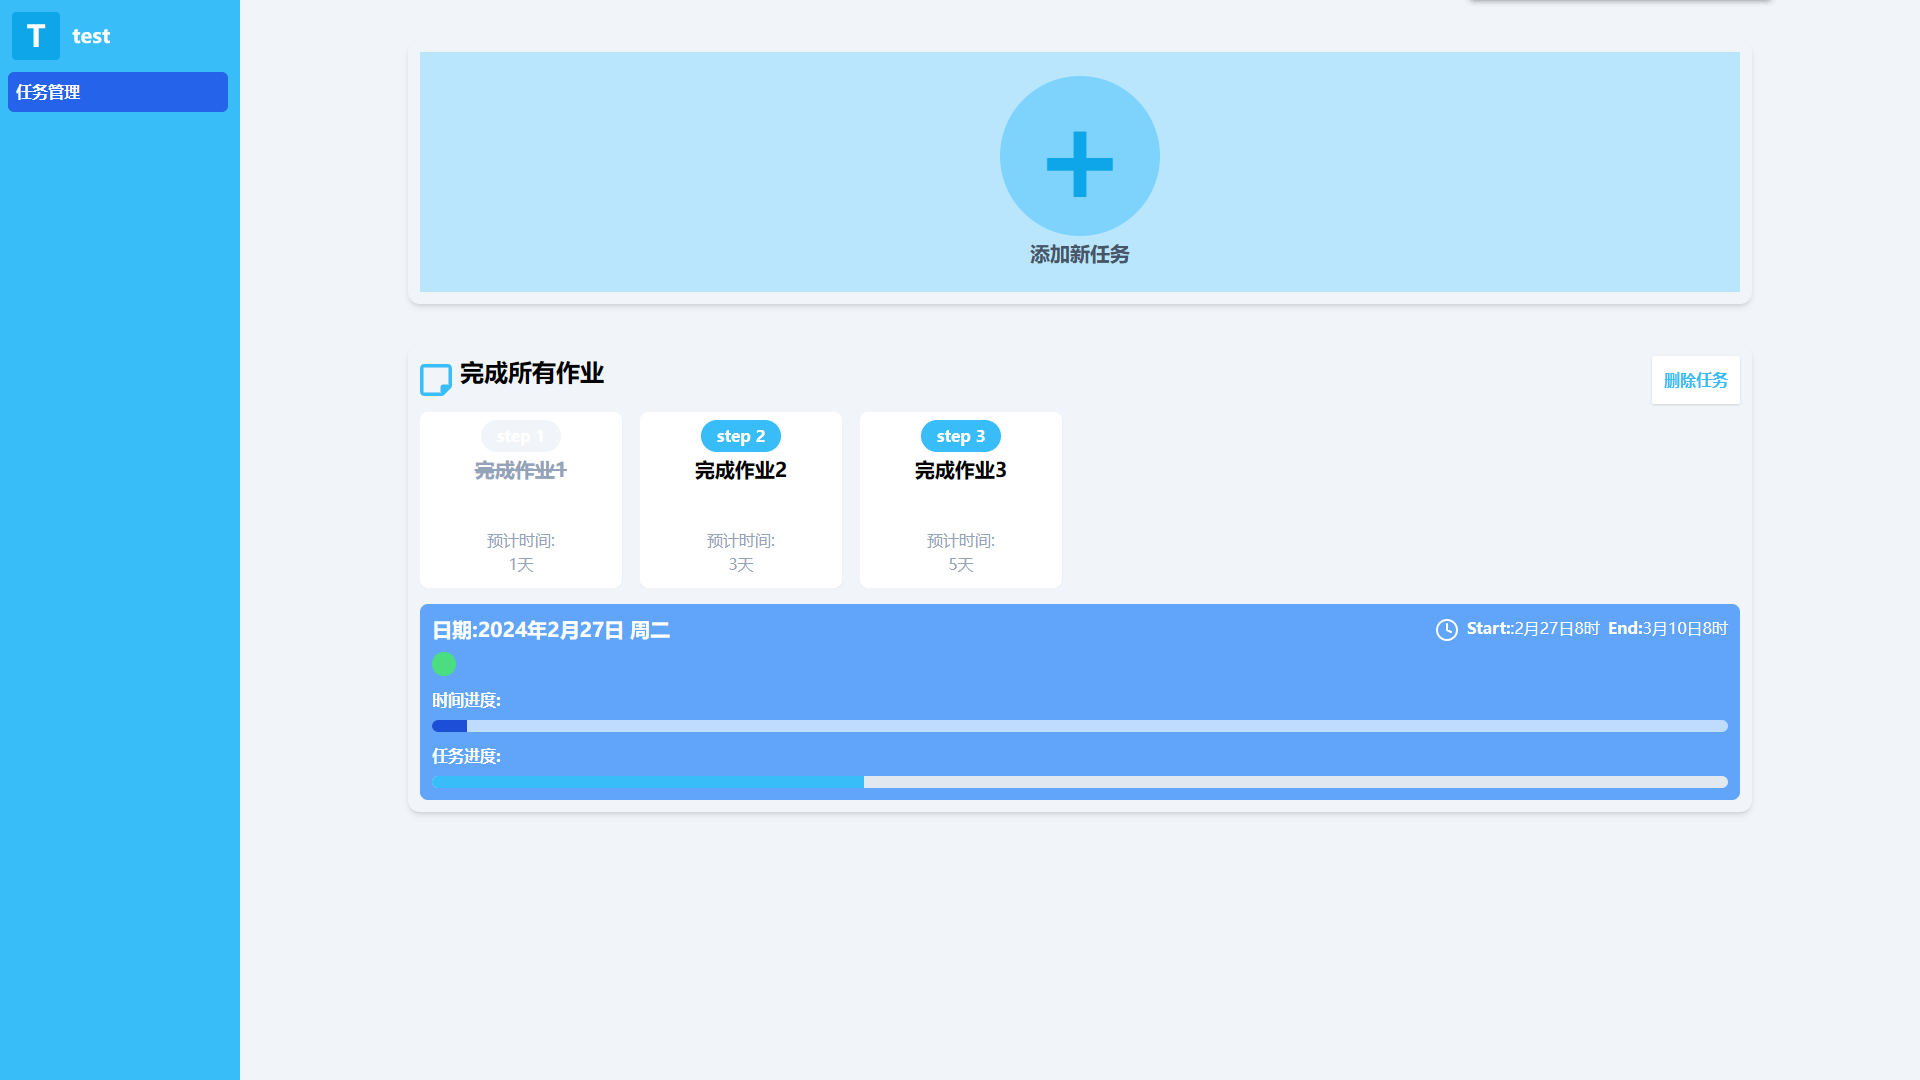 T test
任务管理
+
添加新任务
完成所有作业
删除任务
step 1
完成作业1
预计时间:
1天
step 2
完成作业2
预计时间:
3天
step 3
完成作业3
预计时间:
5天
日期:2024年2月27日 周二
Start::2月27日8时 End:3月10日8时
时间进度:
任务进度: